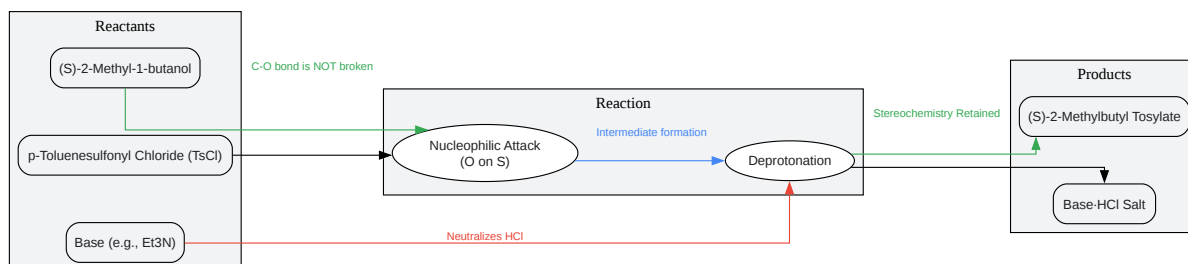 Reactants
(S)-2-Methyl-1-butanol
C-O bond is NOT broken
p-Toluenesulfonyl Chloride (TsCl)
Base (e.g., Et3N)
Neutralizes HCl
Reaction
Nucleophilic Attack
(O on S)
Intermediate formation
Deprotonation
Stereochemistry Retained
Products
(S)-2-Methylbutyl Tosylate
Base·HCl Salt